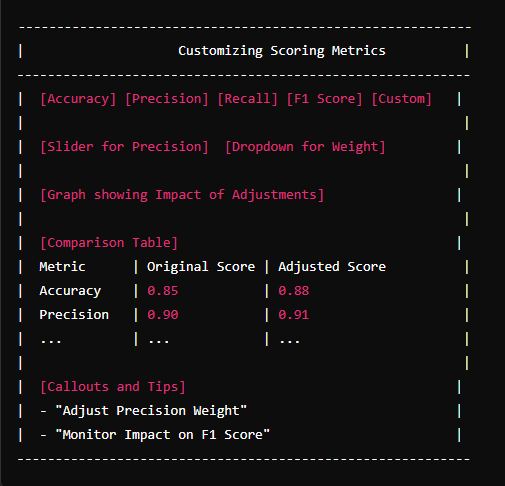 Customizing Scoring Metrics
[Accuracy] [Precision] [Recall] [F1 Score] [Custom]
[Slider for Precision] [Dropdown for Weight]
[Graph showing Impact of Adjustments]
[Comparison Table]
Metric | Original Score | Adjusted Score
Accuracy | 0.85 | 0.88
Precision | 0.90 | 0.91
... | ... | ...
[Callouts and Tips]
- "Adjust Precision Weight"
- "Monitor Impact on F1 Score"